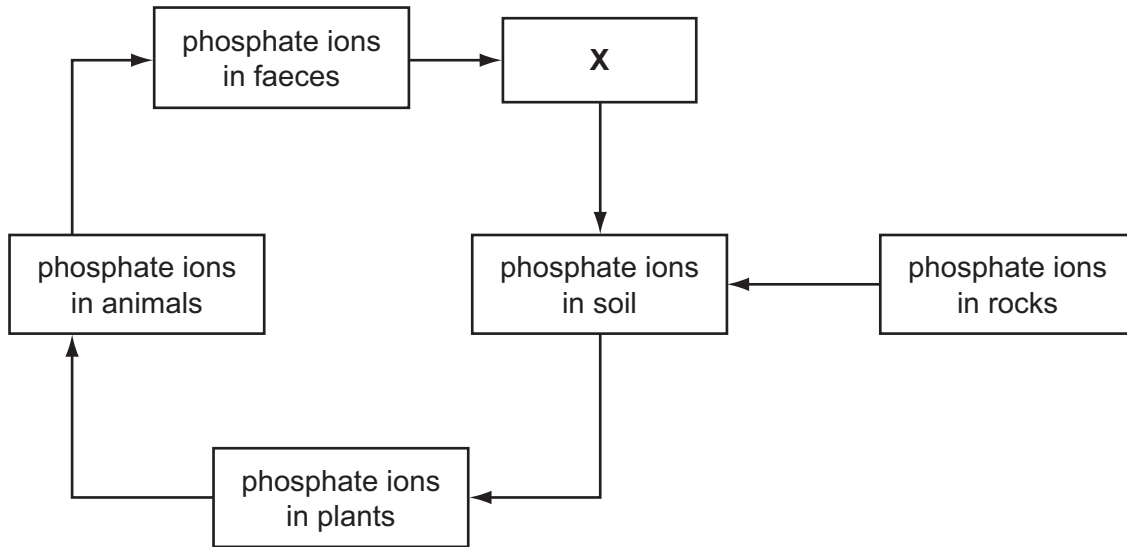 phosphate ions
in faeces
X
phosphate ions
in animals
phosphate ions
in soil
phosphate ions
in rocks
phosphate ions
in plants